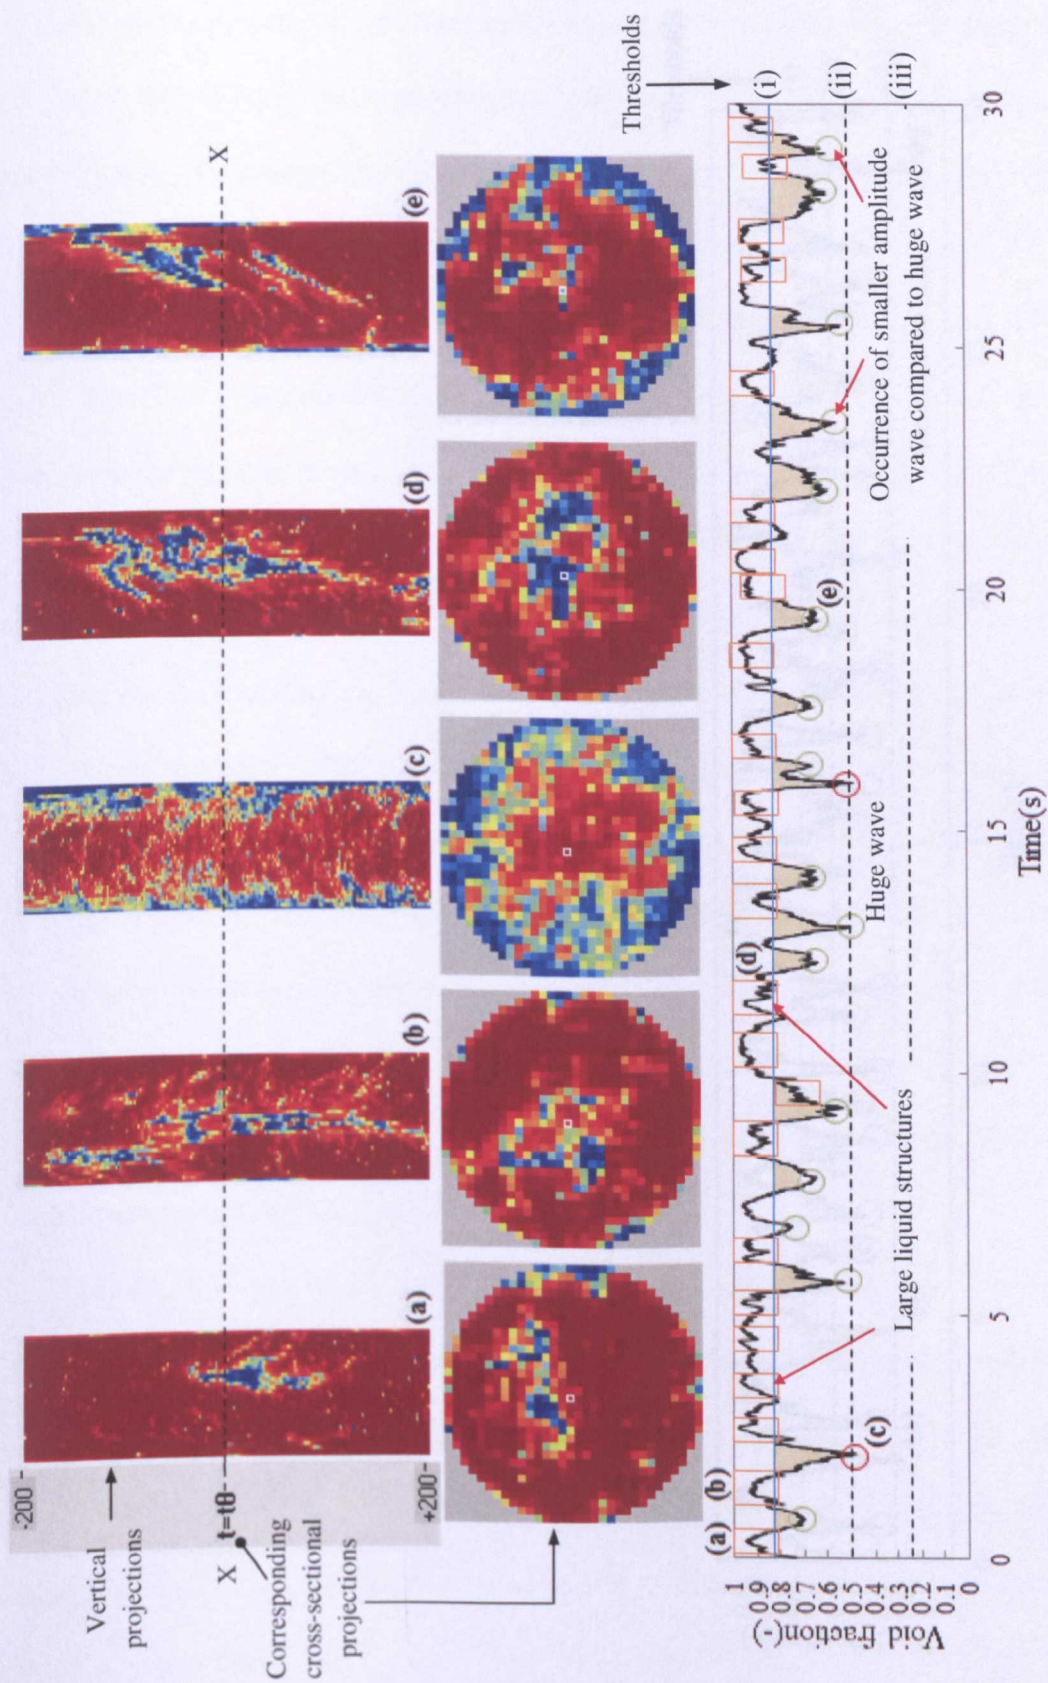 -200
t=t0
+200
Vertical
projections
X
X
Corresponding
cross-sectional
projections
(a)
(b)
(c)
(d)
(e)
Thresholds
(i)
(ii)
(iii)
(a)
(b)
(c)
(d)
(e)
Large liquid structures
Huge wave
Occurrence of smaller amplitude
wave compared to huge wave
Void fraction(-)
1
0.9
0.8
0.7
0.6
0.5
0.4
0.3
0.2
0.1
0
0
5
10
15
20
25
30
Time(s)